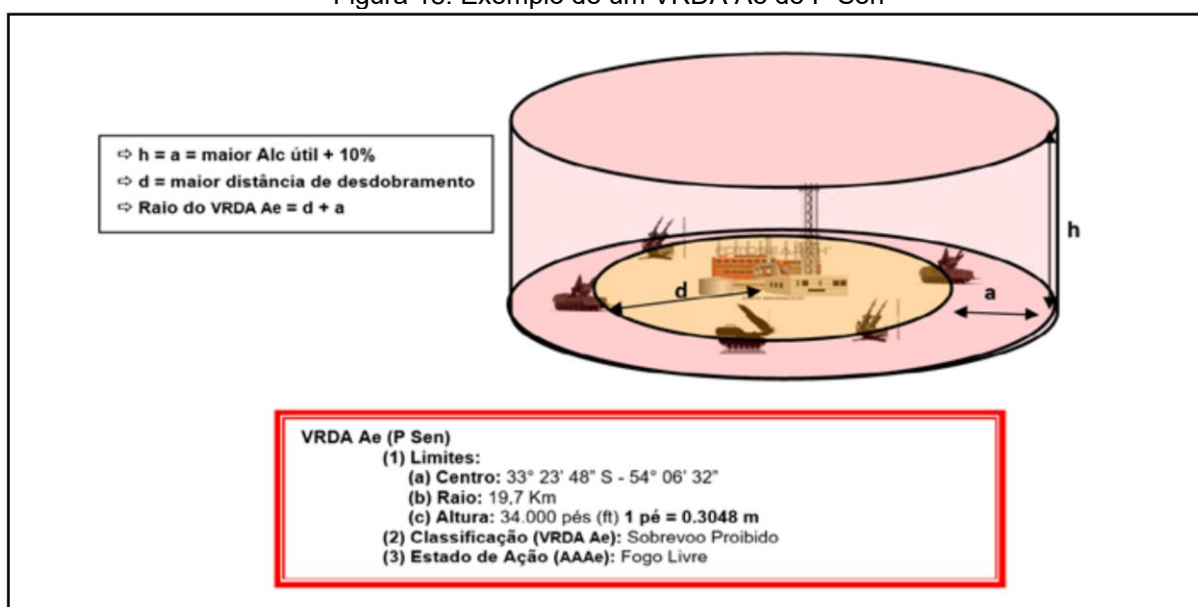 ⇨ h = a = maior Alc útil + 10%
⇨ d = maior distância de desdobramento
⇨ Raio do VRDA Ae = d + a
h
d
a
VRDA Ae (P Sen)
(1) Limites:
(a) Centro: 33° 23' 48" S - 54° 06' 32"
(b) Raio: 19,7 Km
(c) Altura: 34.000 pés (ft) 1 pé = 0.3048 m
(2) Classificação (VRDA Ae): Sobrevoo Proibido
(3) Estado de Ação (AAAe): Fogo Livre